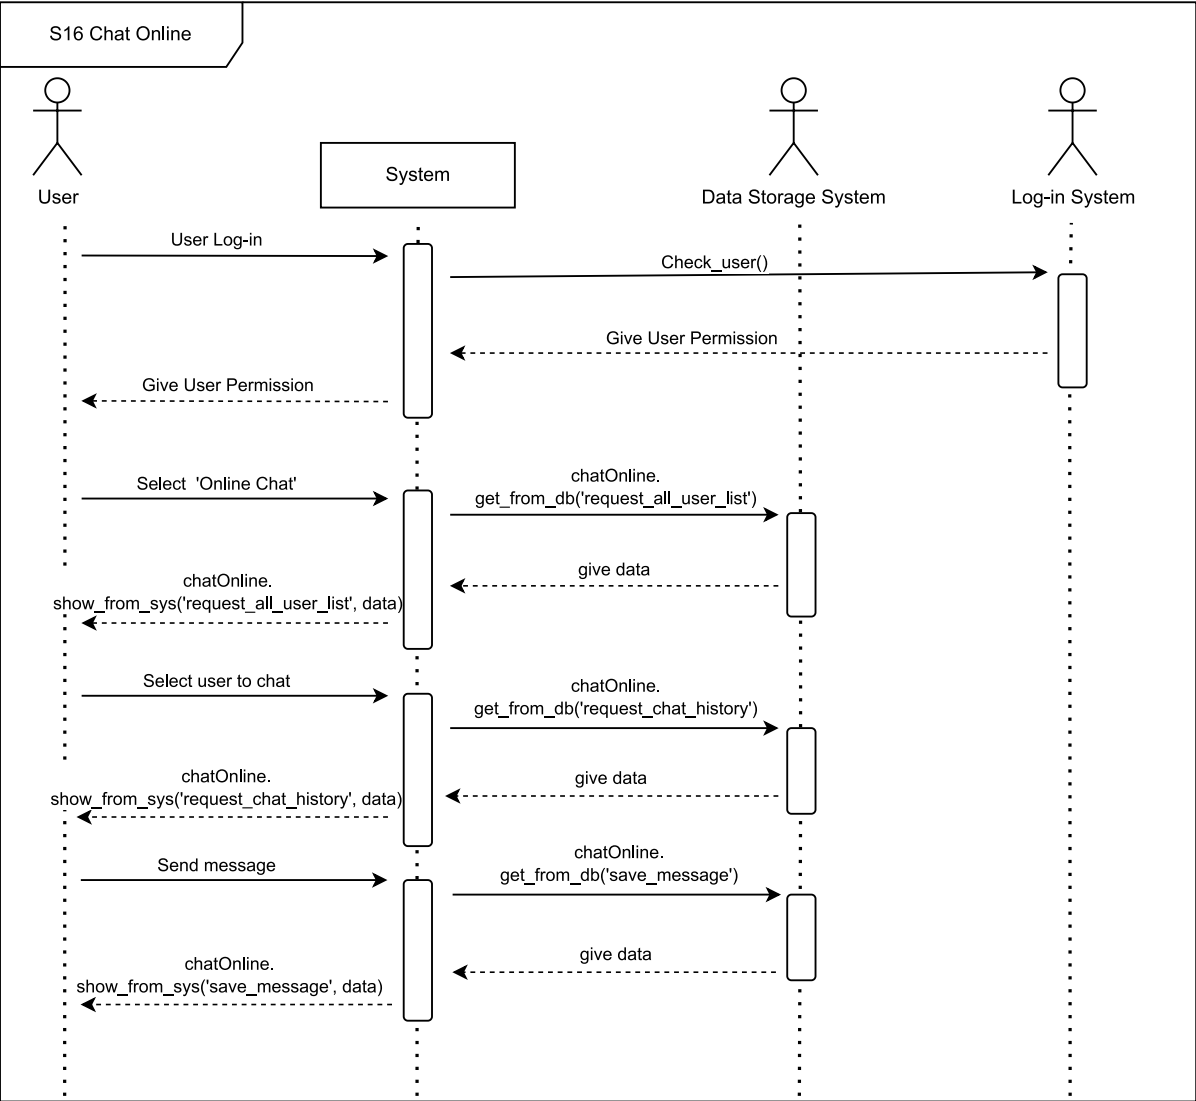 S16 Chat Online
User
System
Data Storage System
Log-in System
User Log-in
Check_user()
Give User Permission
Give User Permission
Select 'Online Chat'
chatOnline.
get_from_db('request_all_user_list')
give data
chatOnline.
show_from_sys('request_all_user_list', data)
Select user to chat
chatOnline.
get_from_db('request_chat_history')
give data
chatOnline.
show_from_sys('request_chat_history', data)
Send message
chatOnline.
get_from_db('save_message')
give data
chatOnline.
show_from_sys('save_message', data)